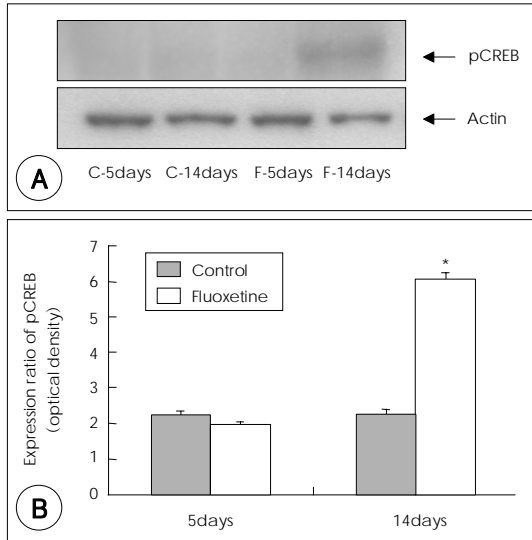 pCREB
Actin
C-5days C-14days F-5days F-14days
A
7
6
5
4
3
2
1
0
Expression ratio of pCREB
(optical density)
Control
Fluoxetine
*
5days 14days
B